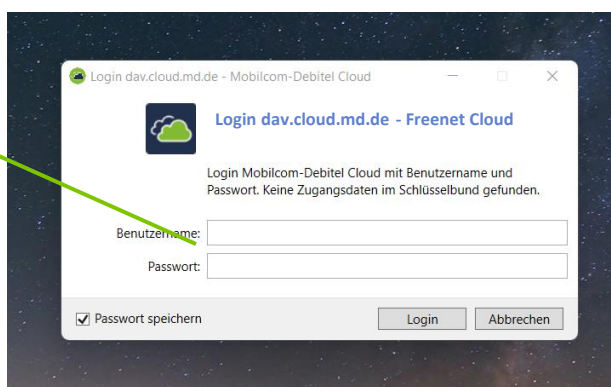 Login dav.cloud.md.de - Mobilcom-Debitel Cloud
Login dav.cloud.md.de - Freenet Cloud
Login Mobilcom-Debitel Cloud mit Benutzername und
Passwort. Keine Zugangsdaten im Schlüsselbund gefunden.
Benutzername:
Passwort:
Passwort speichern
Login Abbrechen